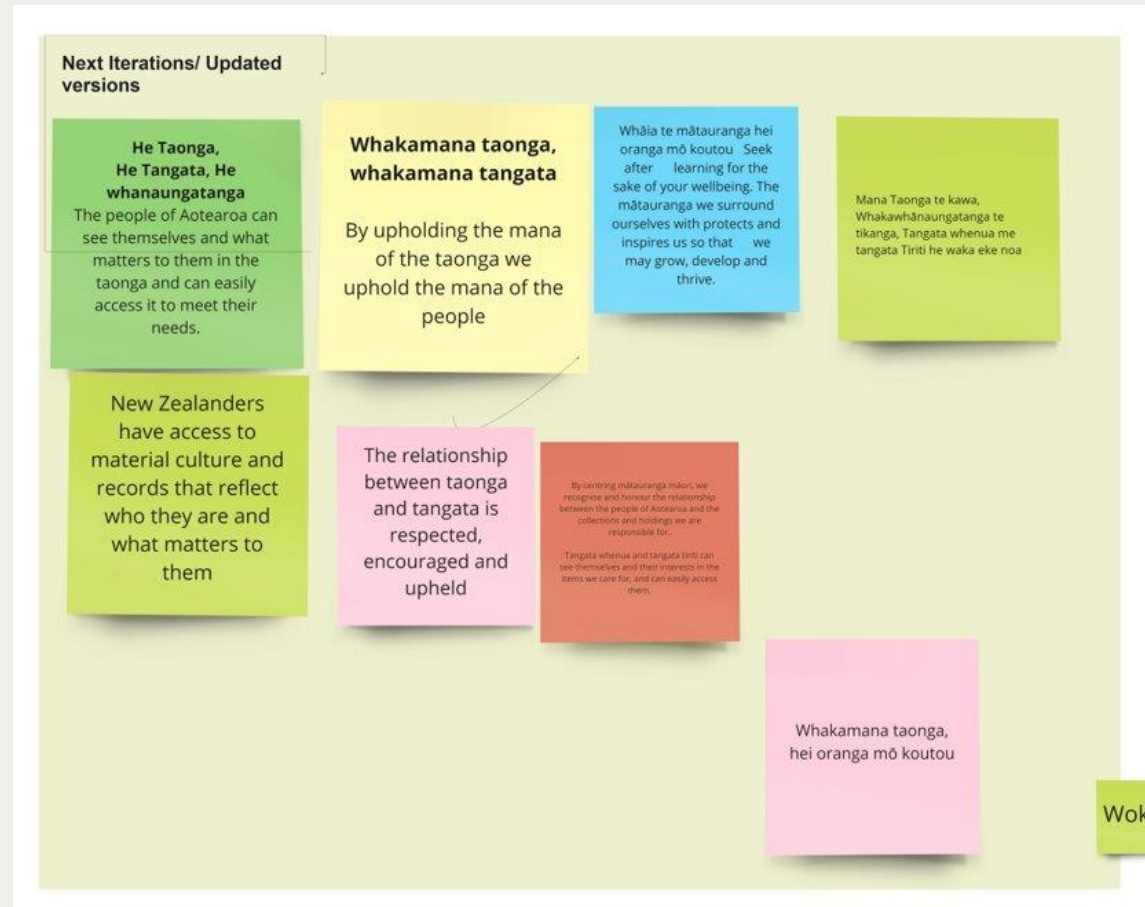 Next Iterations/ Updated
versions
He Taonga,
He Tangata, He
whanaungatanga
The people of Aotearoa can
see themselves and what
matters to them in the
taonga and can easily
access it to meet their
needs.
Whakamana taonga,
whakamana tangata
By upholding the mana
of the taonga we
uphold the mana of the
people
Whāia te mātauranga hei
oranga mō koutou Seek
after learning for the
sake of your wellbeing. The
mātauranga we surround
ourselves with protects and
inspires us so that we
may grow, develop and
thrive.
Mana Taonga te kawa,
Whakawhānaungatanga te
tikanga, Tangata whenua me
tangata Tiriti he waka eke noa
New Zealanders
have access to
material culture and
records that reflect
who they are and
what matters to
them
The relationship
between taonga
and tangata is
respected,
encouraged and
upheld
By centring mātauranga māori, we
recognise and honour the relationship
between the people of Aotearoa and the
collections and holdings we are
responsible for.
Tangata whenua and tangata tiriti can
see themselves and their interests in the
items we care for, and can easily access
them.
Whakamana taonga,
hei oranga mō koutou
Wok